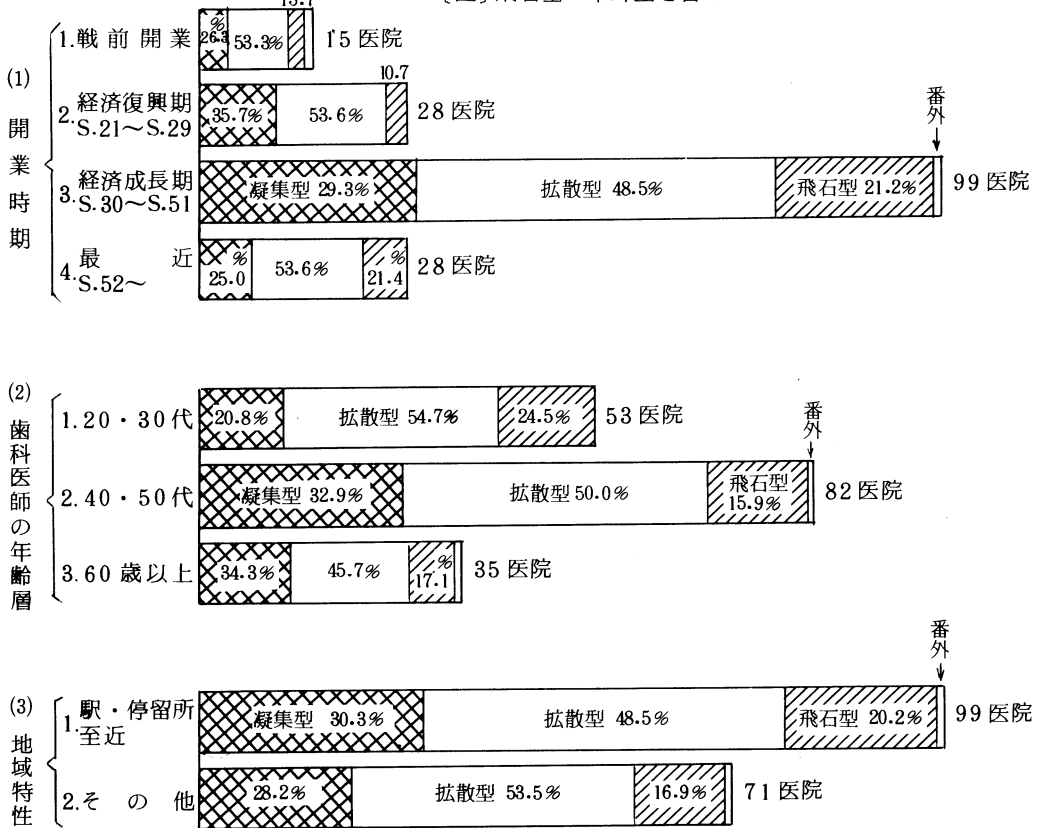 (1) 開業時期
1.戦前開業 26.3% 53.3% 15医院
2.経済復興期 S.21～S.29 35.7% 53.6% 10.7 28医院
番外
3.経済成長期 S.30～S.51 凝集型 29.3% 拡散型 48.5% 飛石型 21.2% 99医院
4.最近 S.52～ 25.0% 53.6% 21.4% 28医院
(2) 歯科医師の年齢層
1.20・30代 20.8% 拡散型 54.7% 24.5% 53医院
番外
2.40・50代 凝集型 32.9% 拡散型 50.0% 飛石型 15.9% 82医院
3.60歳以上 34.3% 45.7% 17.1% 35医院
番外
(3) 地域特性
1.駅・停留所至近 凝集型 30.3% 拡散型 48.5% 飛石型 20.2% 99医院
2.その他 28.2% 拡散型 53.5% 16.9% 71医院